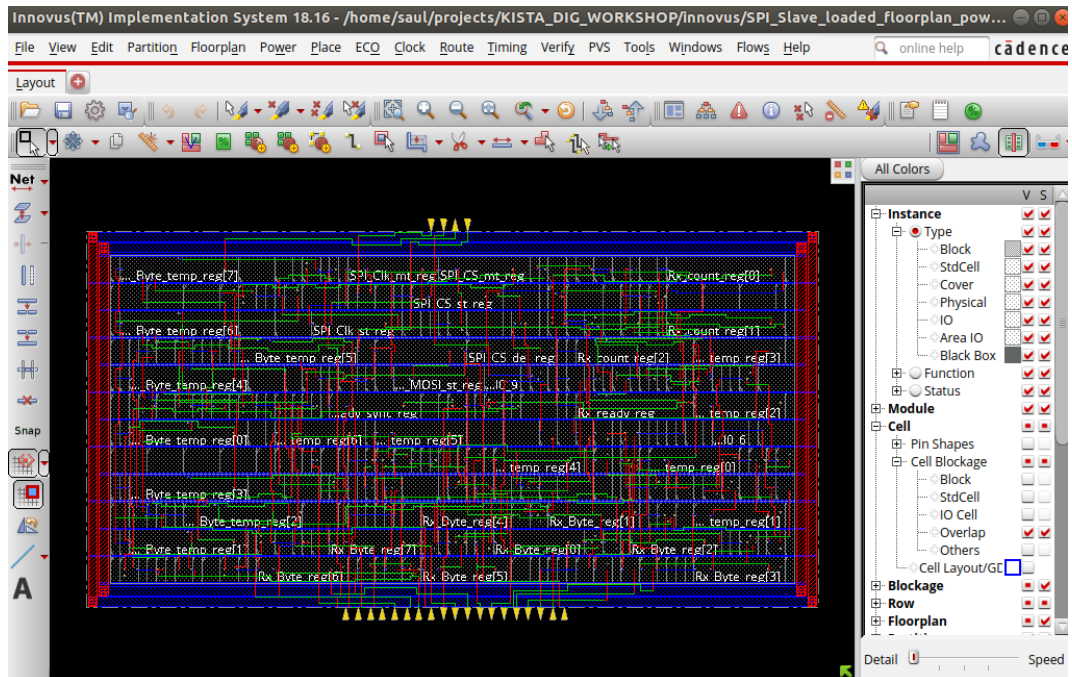 Innovus(TM) Implementation System 18.16 - /home/saul/projects/KISTA_DIG_WORKSHOP/innovus/SPI_Slave_loaded_floorplan_pow...
File View Edit Partition Floorplan Power Place ECO Clock Route Timing Verify PVS Tools Windows Flows Help online help cādence
Layout
Net
Snap
A
... Byte_temp_reg[7] SPI_Clk_mt_reg SPI_CS_mt_reg Rx_count_reg[0]
SPI_CS_st_reg
... Byte_temp_reg[6] SPI_Clk_st_reg Rx_count_reg[1]
... Byte_temp_reg[5] SPI_CS_de_reg Rx_count_reg[2] ... temp_reg[3]
... Byte_temp_reg[4] ... MOSI_st_reg ...I0_9
...ady_sync_reg Rx_ready_reg ... temp_reg[2]
... Byte_temp_reg[0] ... temp_reg[6] ... temp_reg[5] ...I0_6
... temp_reg[4] ... temp_reg[0]
... Byte_temp_reg[3]
... Byte_temp_reg[2] Rx_Byte_reg[4] Rx_Byte_reg[1] ... temp_reg[1]
... Byte_temp_reg[1] Rx_Byte_reg[7] Rx_Byte_reg[0] Rx_Byte_reg[2]
Rx_Byte_reg[6] Rx_Byte_reg[5] Rx_Byte_reg[3]
All Colors
V S
Instance
Type
Block
StdCell
Cover
Physical
IO
Area IO
Black Box
Function
Status
Module
Cell
Pin Shapes
Cell Blockage
Block
StdCell
IO Cell
Overlap
Others
Cell Layout/GD
Blockage
Row
Floorplan
Detail Speed